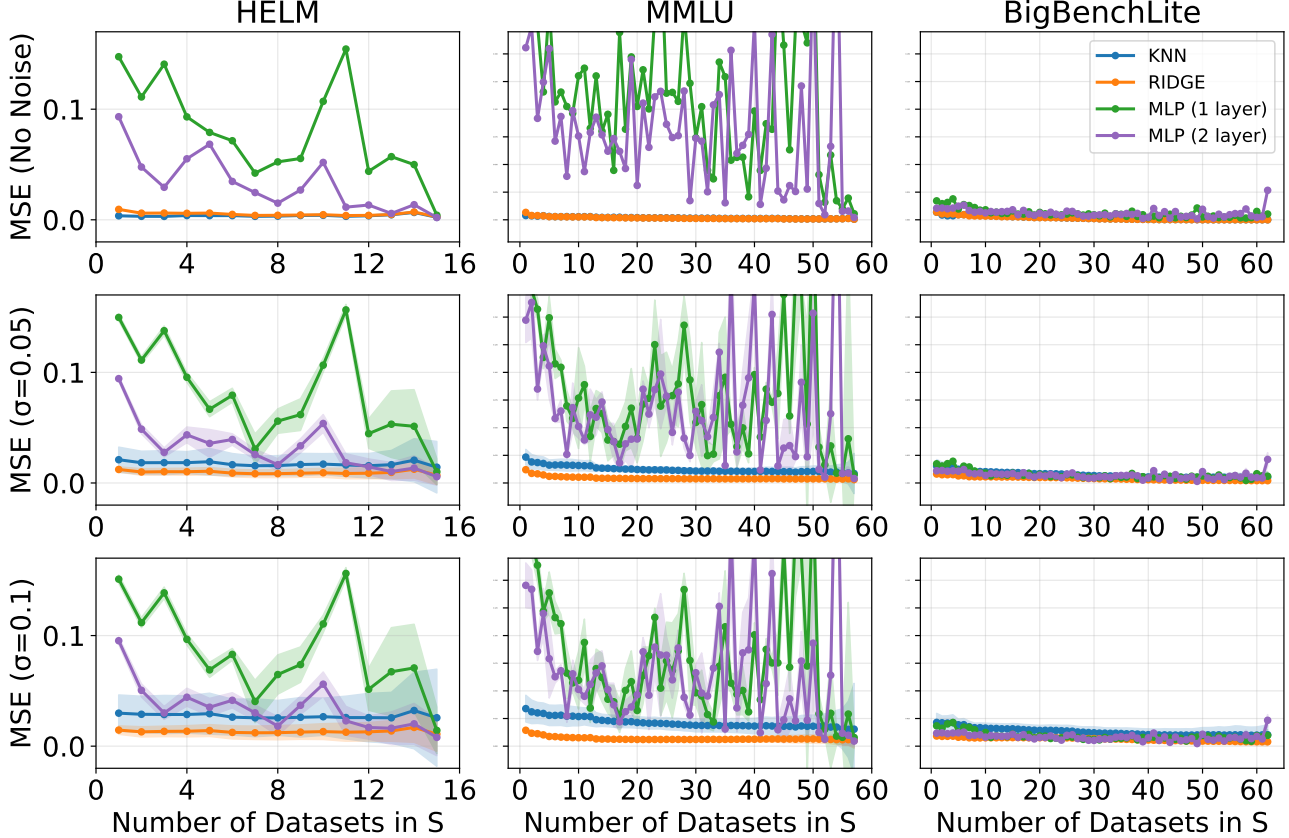 HELM MMLU BigBenchLite
MSE (No Noise)
0.1
0.0
KNN
RIDGE
MLP (1 layer)
MLP (2 layer)
0 4 8 12 16 0 10 20 30 40 50 60 0 10 20 30 40 50 60
MSE (σ=0.05)
0.1
0.0
0 4 8 12 16 0 10 20 30 40 50 60 0 10 20 30 40 50 60
MSE (σ=0.1)
0.1
0.0
0 4 8 12 16 0 10 20 30 40 50 60 0 10 20 30 40 50 60
Number of Datasets in S Number of Datasets in S Number of Datasets in S